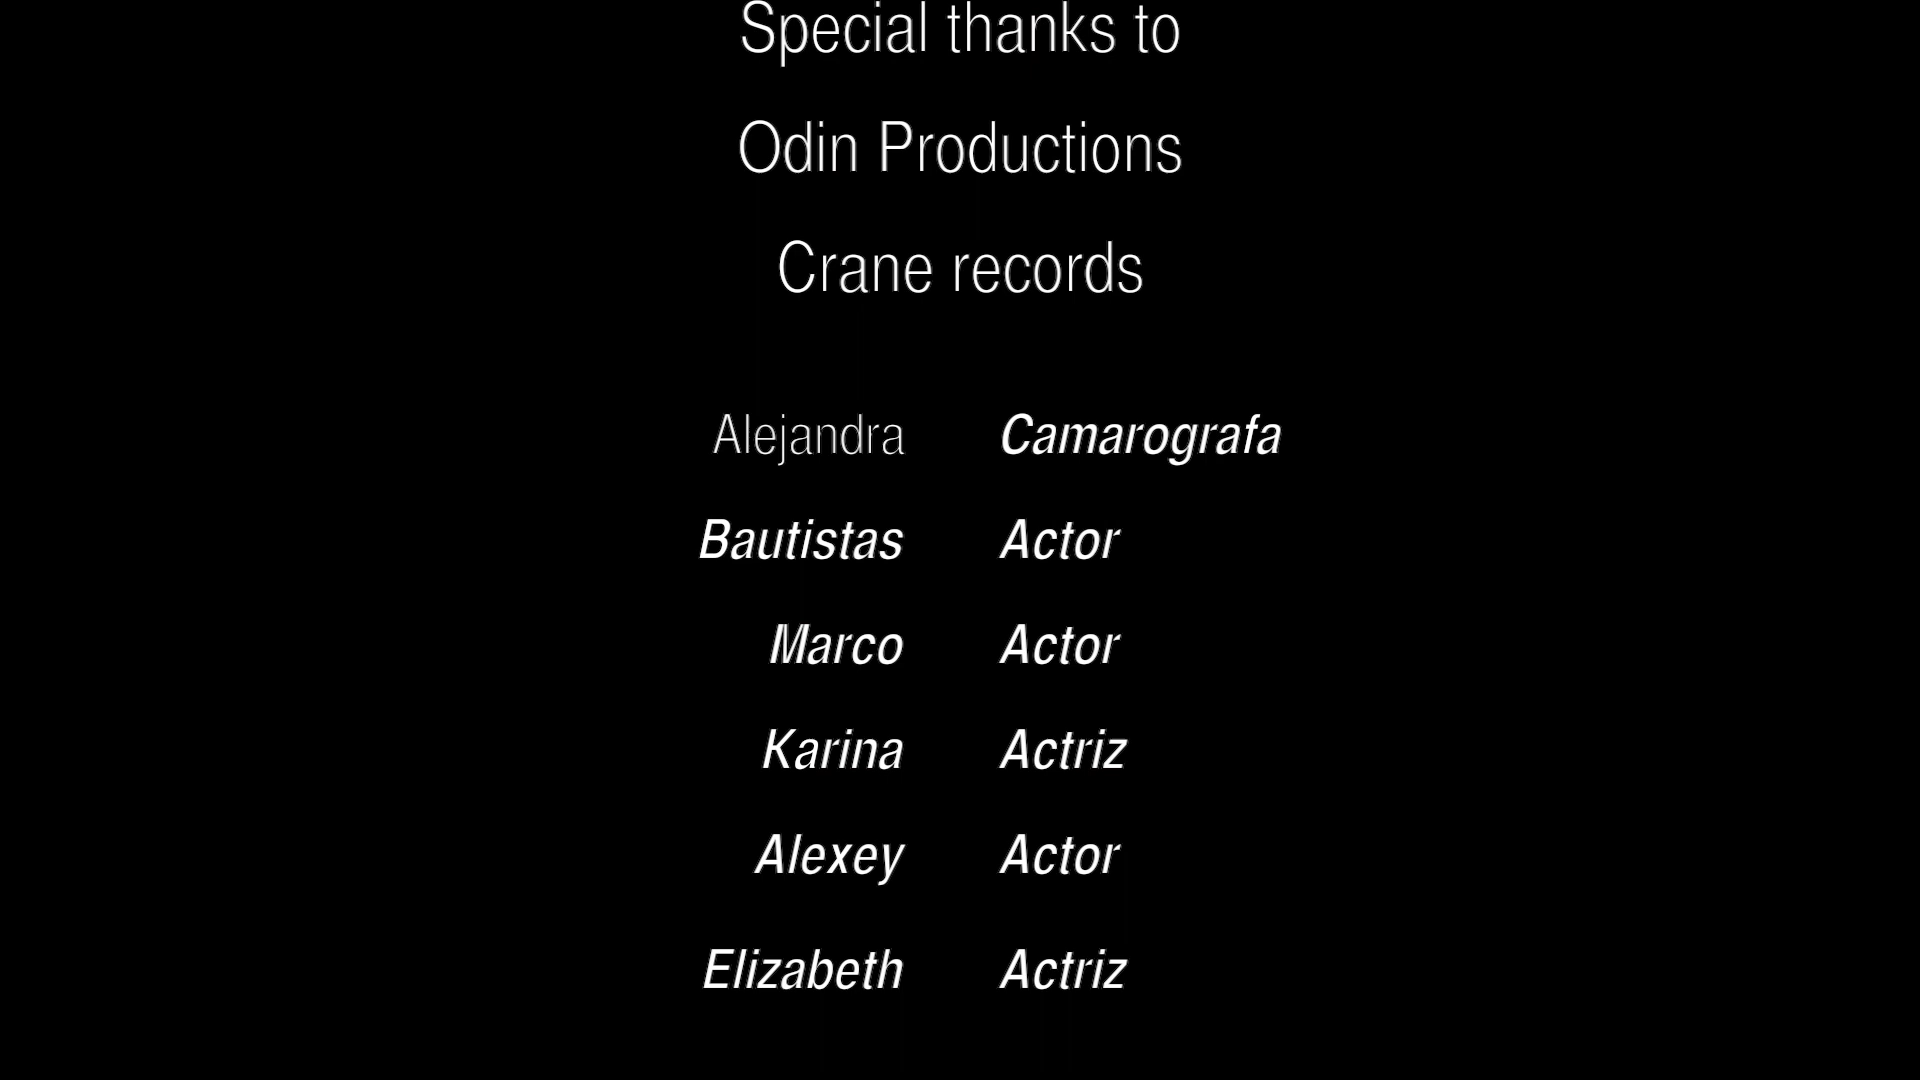 Special thanks to
Odin Productions
Crane records
Alejandra Camarografa
Bautistas Actor
Marco Actor
Karina Actriz
Alexey Actor
Elizabeth Actriz